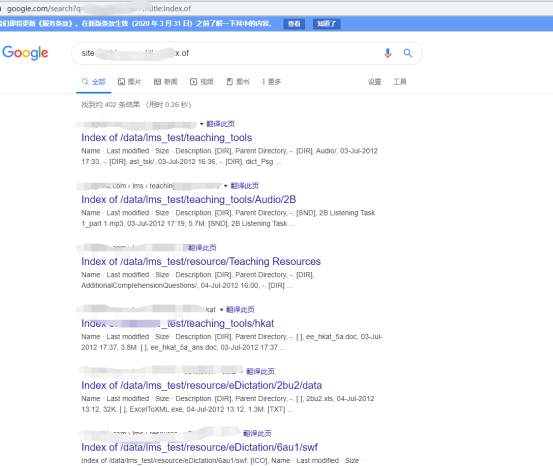 google.com/search?q= title:index.of
们即将更新《服务条款》。在新版条款生效(2020 年 3 月 31 日)之前了解一下其中的内容。 查看 知道了
Google
site: x.of
全部 图片 新闻 视频 图书 更多 设置 工具
找到约 402 条结果 (用时 0.26 秒)
翻译此页
Index of /data/lms_test/teaching_tools
Name · Last modified · Size · Description. [DIR], Parent Directory, -. [DIR], Audio/, 03-Jul-2012
17:33, -. [DIR], ast_tsk/, 03-Jul-2012 16:36, -. [DIR], dict_Psg ...
.com › lms › teaching 翻译此页
Index of /data/lms_test/teaching_tools/Audio/2B
Name · Last modified · Size · Description. [DIR], Parent Directory, -. [SND], 2B Listening Task
1_part 1.mp3, 03-Jul-2012 17:19, 5.7M. [SND], 2B Listening Task ...
翻译此页
Index of /data/lms_test/resource/Teaching Resources
Name · Last modified · Size · Description. [DIR], Parent Directory, -. [DIR],
AdditionalComprehensionQuestions/, 04-Jul-2012 16:00, -. [DIR] ...
kat 翻译此页
Index _test/teaching_tools/hkat
Name · Last modified · Size · Description. [DIR], Parent Directory, -. [ ], ee_hkat_5a.doc, 03-Jul-
2012 17:37, 3.8M. [ ], ee_hkat_5a_ans.doc, 03-Jul-2012 17:37 ...
翻译此页
Index of /data/lms_test/resource/eDictation/2bu2/data
Name · Last modified · Size · Description. [DIR], Parent Directory, -. [ ], 2bu2.xls, 04-Jul-2012
13:12, 32K. [ ], ExcelToXML.exe, 04-Jul-2012 13:12, 1.3M. [TXT] ...
翻译此页
Index of /data/lms_test/resource/eDictation/6au1/swf
Index of /data/lms_test/resource/eDictation/6au1/swf. [ICO], Name · Last modified · Size ·